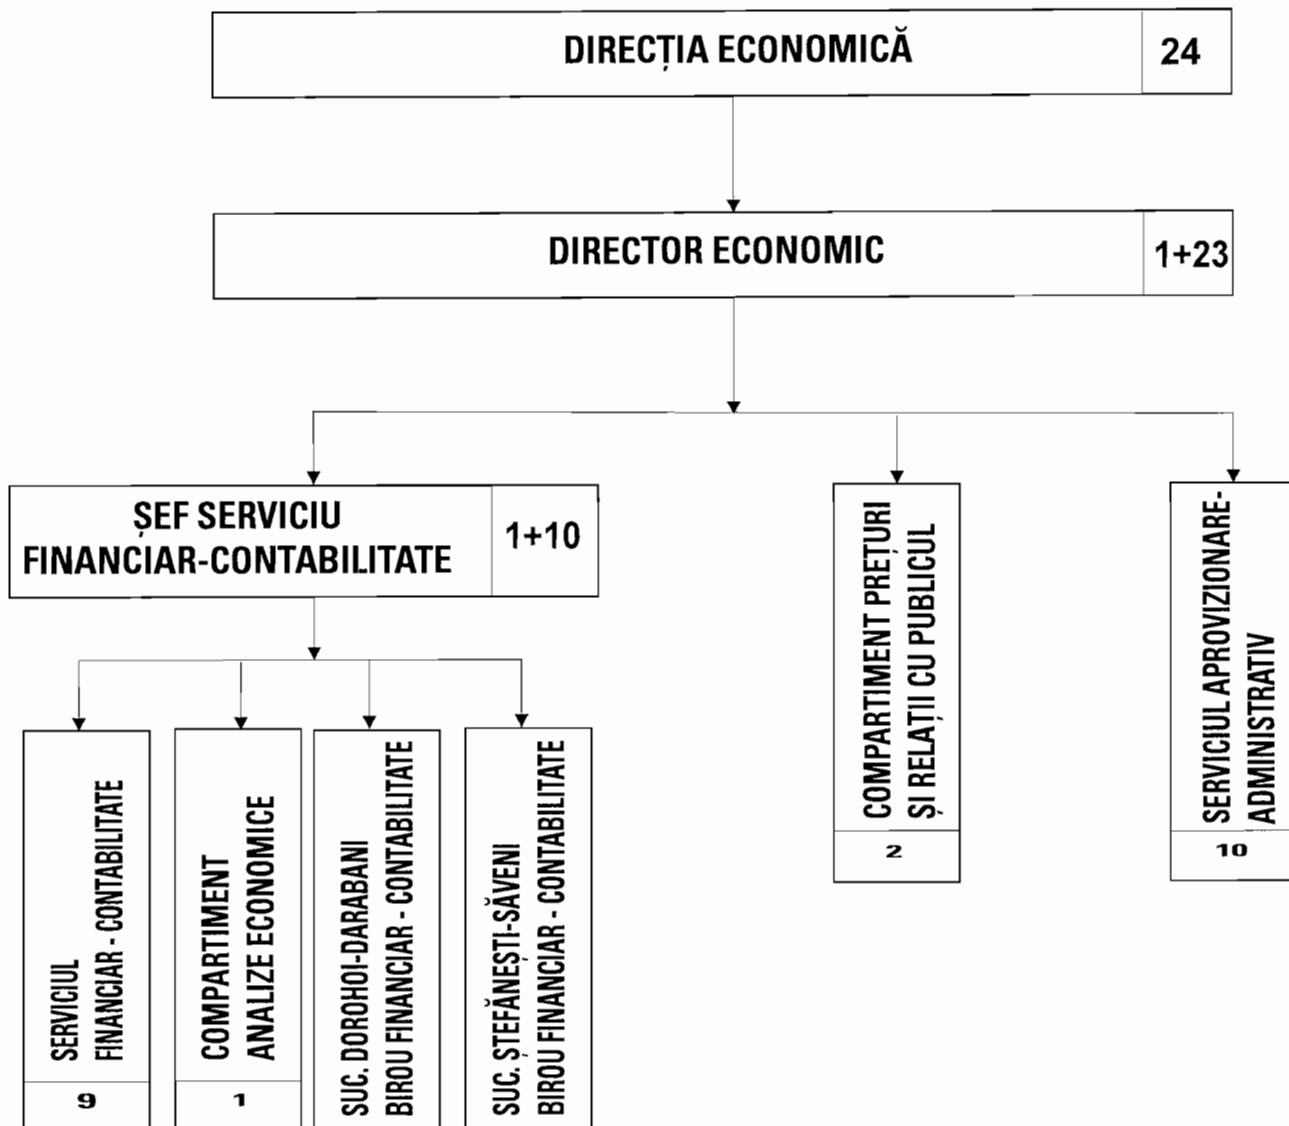 DIRECȚIA ECONOMICĂ
24
DIRECTOR ECONOMIC
1+23
ȘEF SERVICIU
FINANCIAR-CONTABILITATE
1+10
COMPARTIMENT PREȚURI
ȘI RELAȚII CU PUBLICUL
2
SERVICIUL APROVIZIONARE-
ADMINISTRATIV
10
SERVICIUL
FINANCIAR - CONTABILITATE
9
COMPARTIMENT
ANALIZE ECONOMICE
1
SUC. DOROHOI-DARABANI
BIROU FINANCIAR - CONTABILITATE
SUC. ȘTEFĂNEȘTI-SĂVENI
BIROU FINANCIAR - CONTABILITATE